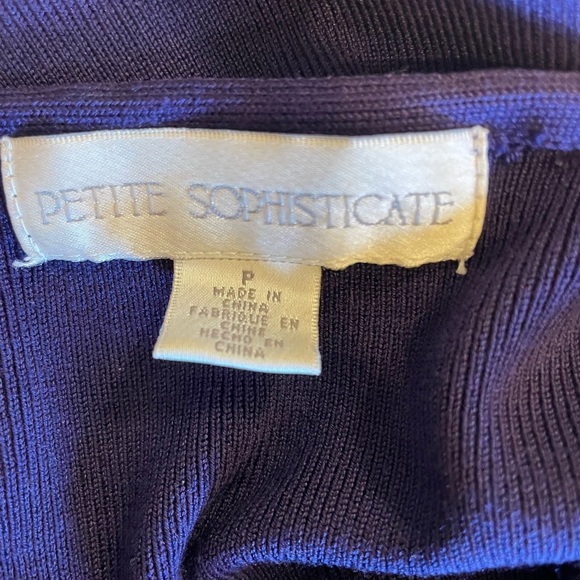 PETITE SOPHISTICATE
P
MADE IN
CHINA
FABRIQUE EN
CHINE
HECHO EN
CHINA